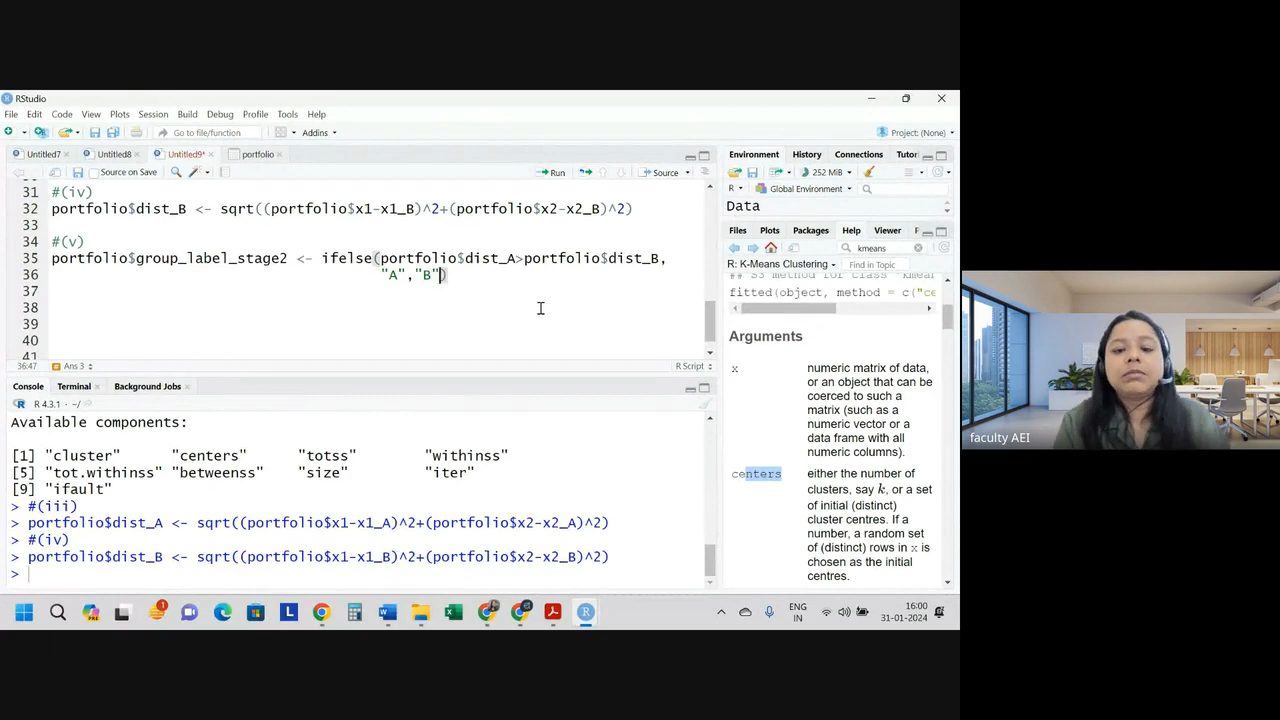 RStudio
File Edit Code View Plots Session Build Debug Profile Tools Help
Go to file/function Addins Project: (None)
Untitled7 Untitled8 Untitled9* portfolio
Source on Save Run Source
31 #(iv)
32 portfolio$dist_B <- sqrt((portfolio$x1-x1_B)^2+(portfolio$x2-x2_B)^2)
33
34 #(v)
35 portfolio$group_label_stage2 <- ifelse(portfolio$dist_A>portfolio$dist_B,
36 "A","B")
37
38
39
40
41
36:47 Ans 3 R Script
Console Terminal Background Jobs
R 4.3.1 · ~/
Available components:
[1] "cluster" "centers" "totss" "withinss"
[5] "tot.withinss" "betweenss" "size" "iter"
[9] "ifault"
> #(iii)
> portfolio$dist_A <- sqrt((portfolio$x1-x1_A)^2+(portfolio$x2-x2_A)^2)
> #(iv)
> portfolio$dist_B <- sqrt((portfolio$x1-x1_B)^2+(portfolio$x2-x2_B)^2)
>
Environment History Connections Tutor
252 MiB
R Global Environment
Data
Files Plots Packages Help Viewer
kmeans
R: K-Means Clustering Find in Topic
## S3 method for class 'kmeans'
fitted(object, method = c("ce
Arguments
x numeric matrix of data,
or an object that can be
coerced to such a
matrix (such as a
numeric vector or a
data frame with all
numeric columns).
centers either the number of
clusters, say k, or a set
of initial (distinct)
cluster centres. If a
number, a random set
of (distinct) rows in x is
chosen as the initial
centres.
ENG
IN
16:00
31-01-2024
faculty AEI